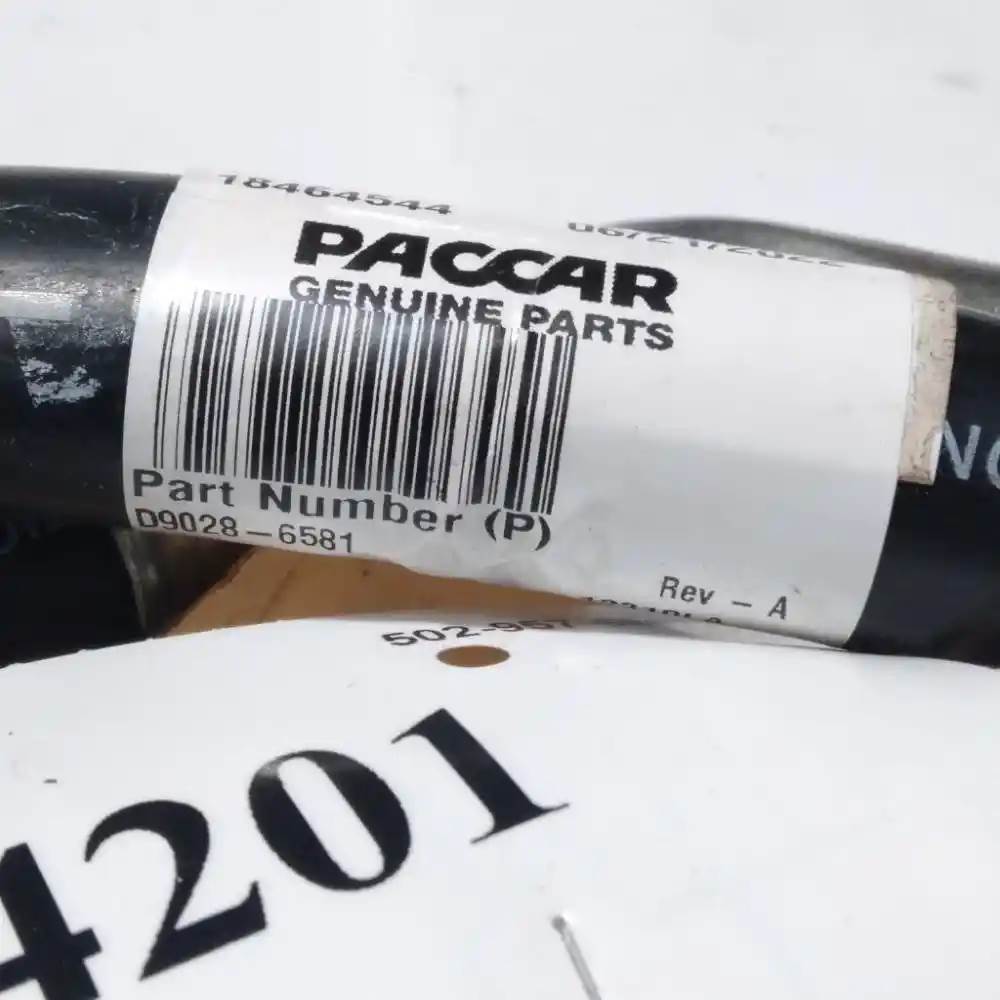 18464544
PACCAR
GENUINE PARTS
Part Number (P)
D9028-6581
Rev - A
502-957
4201